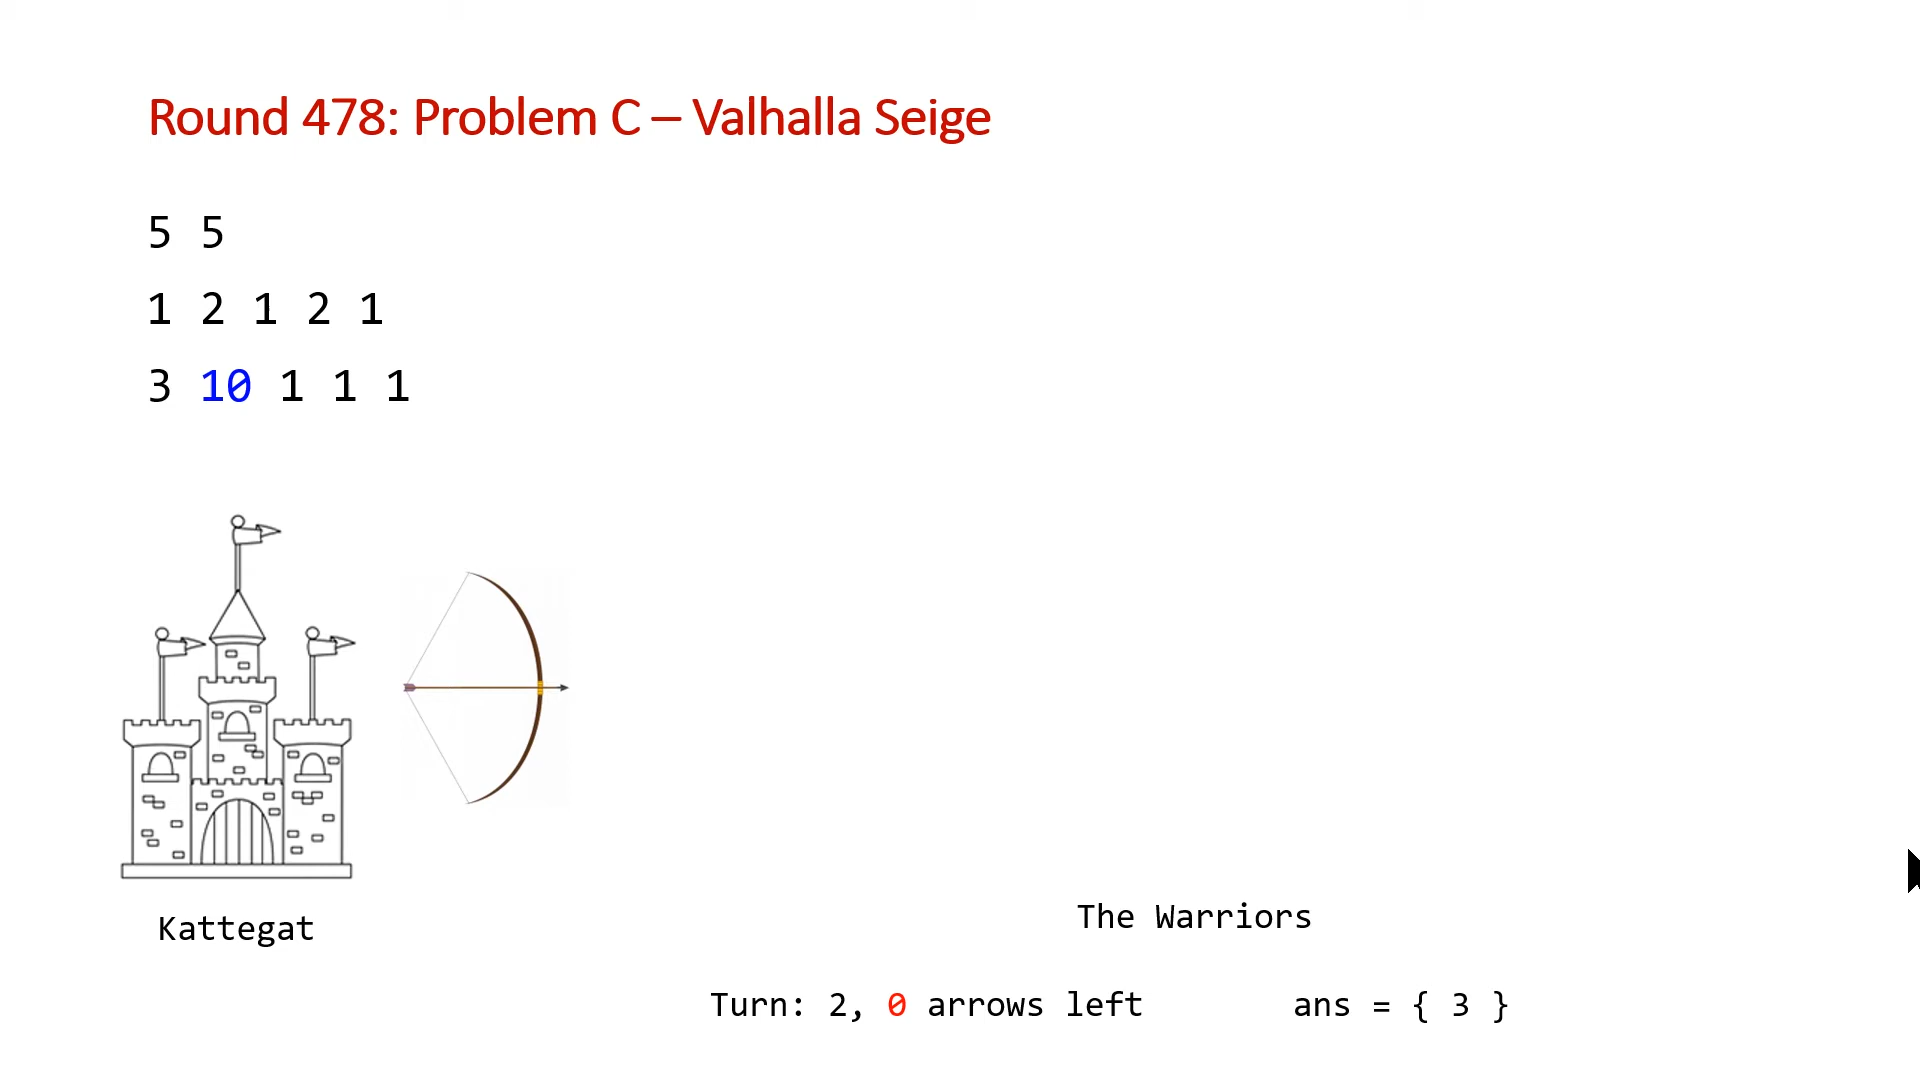 Round 478: Problem C – Valhalla Seige
5 5
1 2 1 2 1
3 10 1 1 1
Kattegat
The Warriors
Turn: 2, 0 arrows left
ans = { 3 }